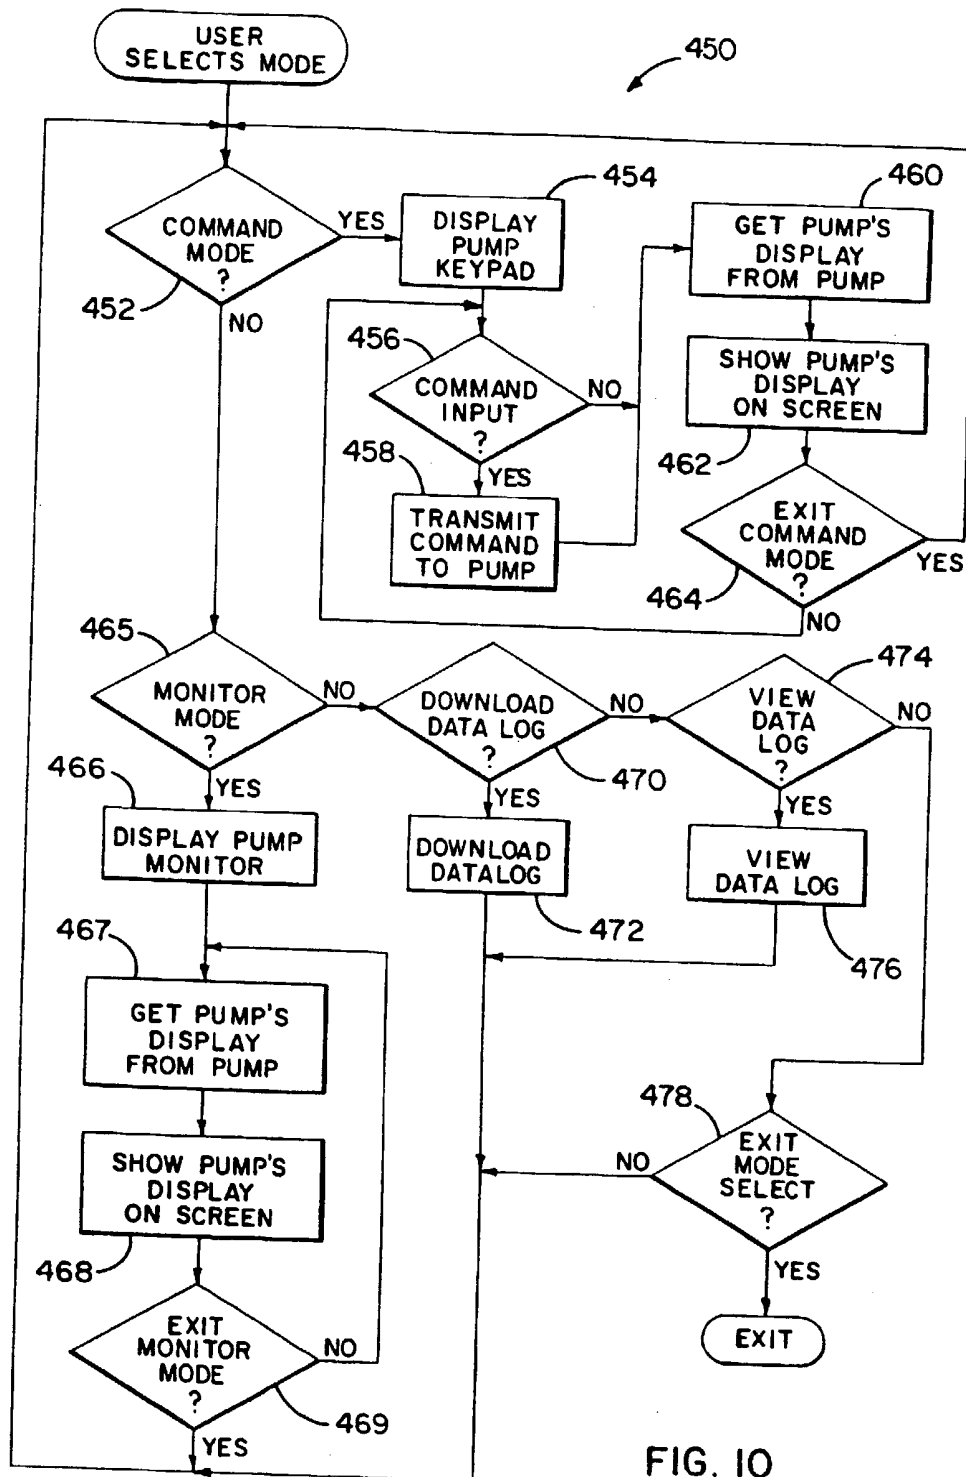 USER
SELECTS MODE
450
COMMAND
MODE
?
452
YES
NO
454
DISPLAY
PUMP
KEYPAD
456
COMMAND
INPUT
?
NO
YES
458
TRANSMIT
COMMAND
TO PUMP
460
GET PUMP'S
DISPLAY
FROM PUMP
SHOW PUMP'S
DISPLAY
ON SCREEN
462
EXIT
COMMAND
MODE
?
464
YES
NO
465
MONITOR
MODE
?
NO
YES
466
DISPLAY PUMP
MONITOR
467
GET PUMP'S
DISPLAY
FROM PUMP
SHOW PUMP'S
DISPLAY
ON SCREEN
468
EXIT
MONITOR
MODE
?
NO
469
YES
DOWNLOAD
DATA LOG
?
NO
470
YES
DOWNLOAD
DATALOG
472
474
VIEW
DATA
LOG
?
NO
YES
VIEW
DATA LOG
476
478
EXIT
MODE
SELECT
?
NO
YES
EXIT
FIG. 10